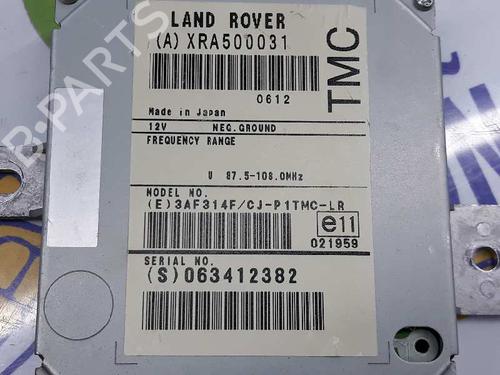 LAND ROVER
(A) XRA500031
TMC
0612
Made in Japan
12V NEG.GROUND
FREQUENCY RANGE
U 87.5-108.0MHz
MODEL NO.
(E)3AF314F/CJ-P1TMC-LR
e11
021959
SERIAL NO.
(S)063412382
B-PARTS